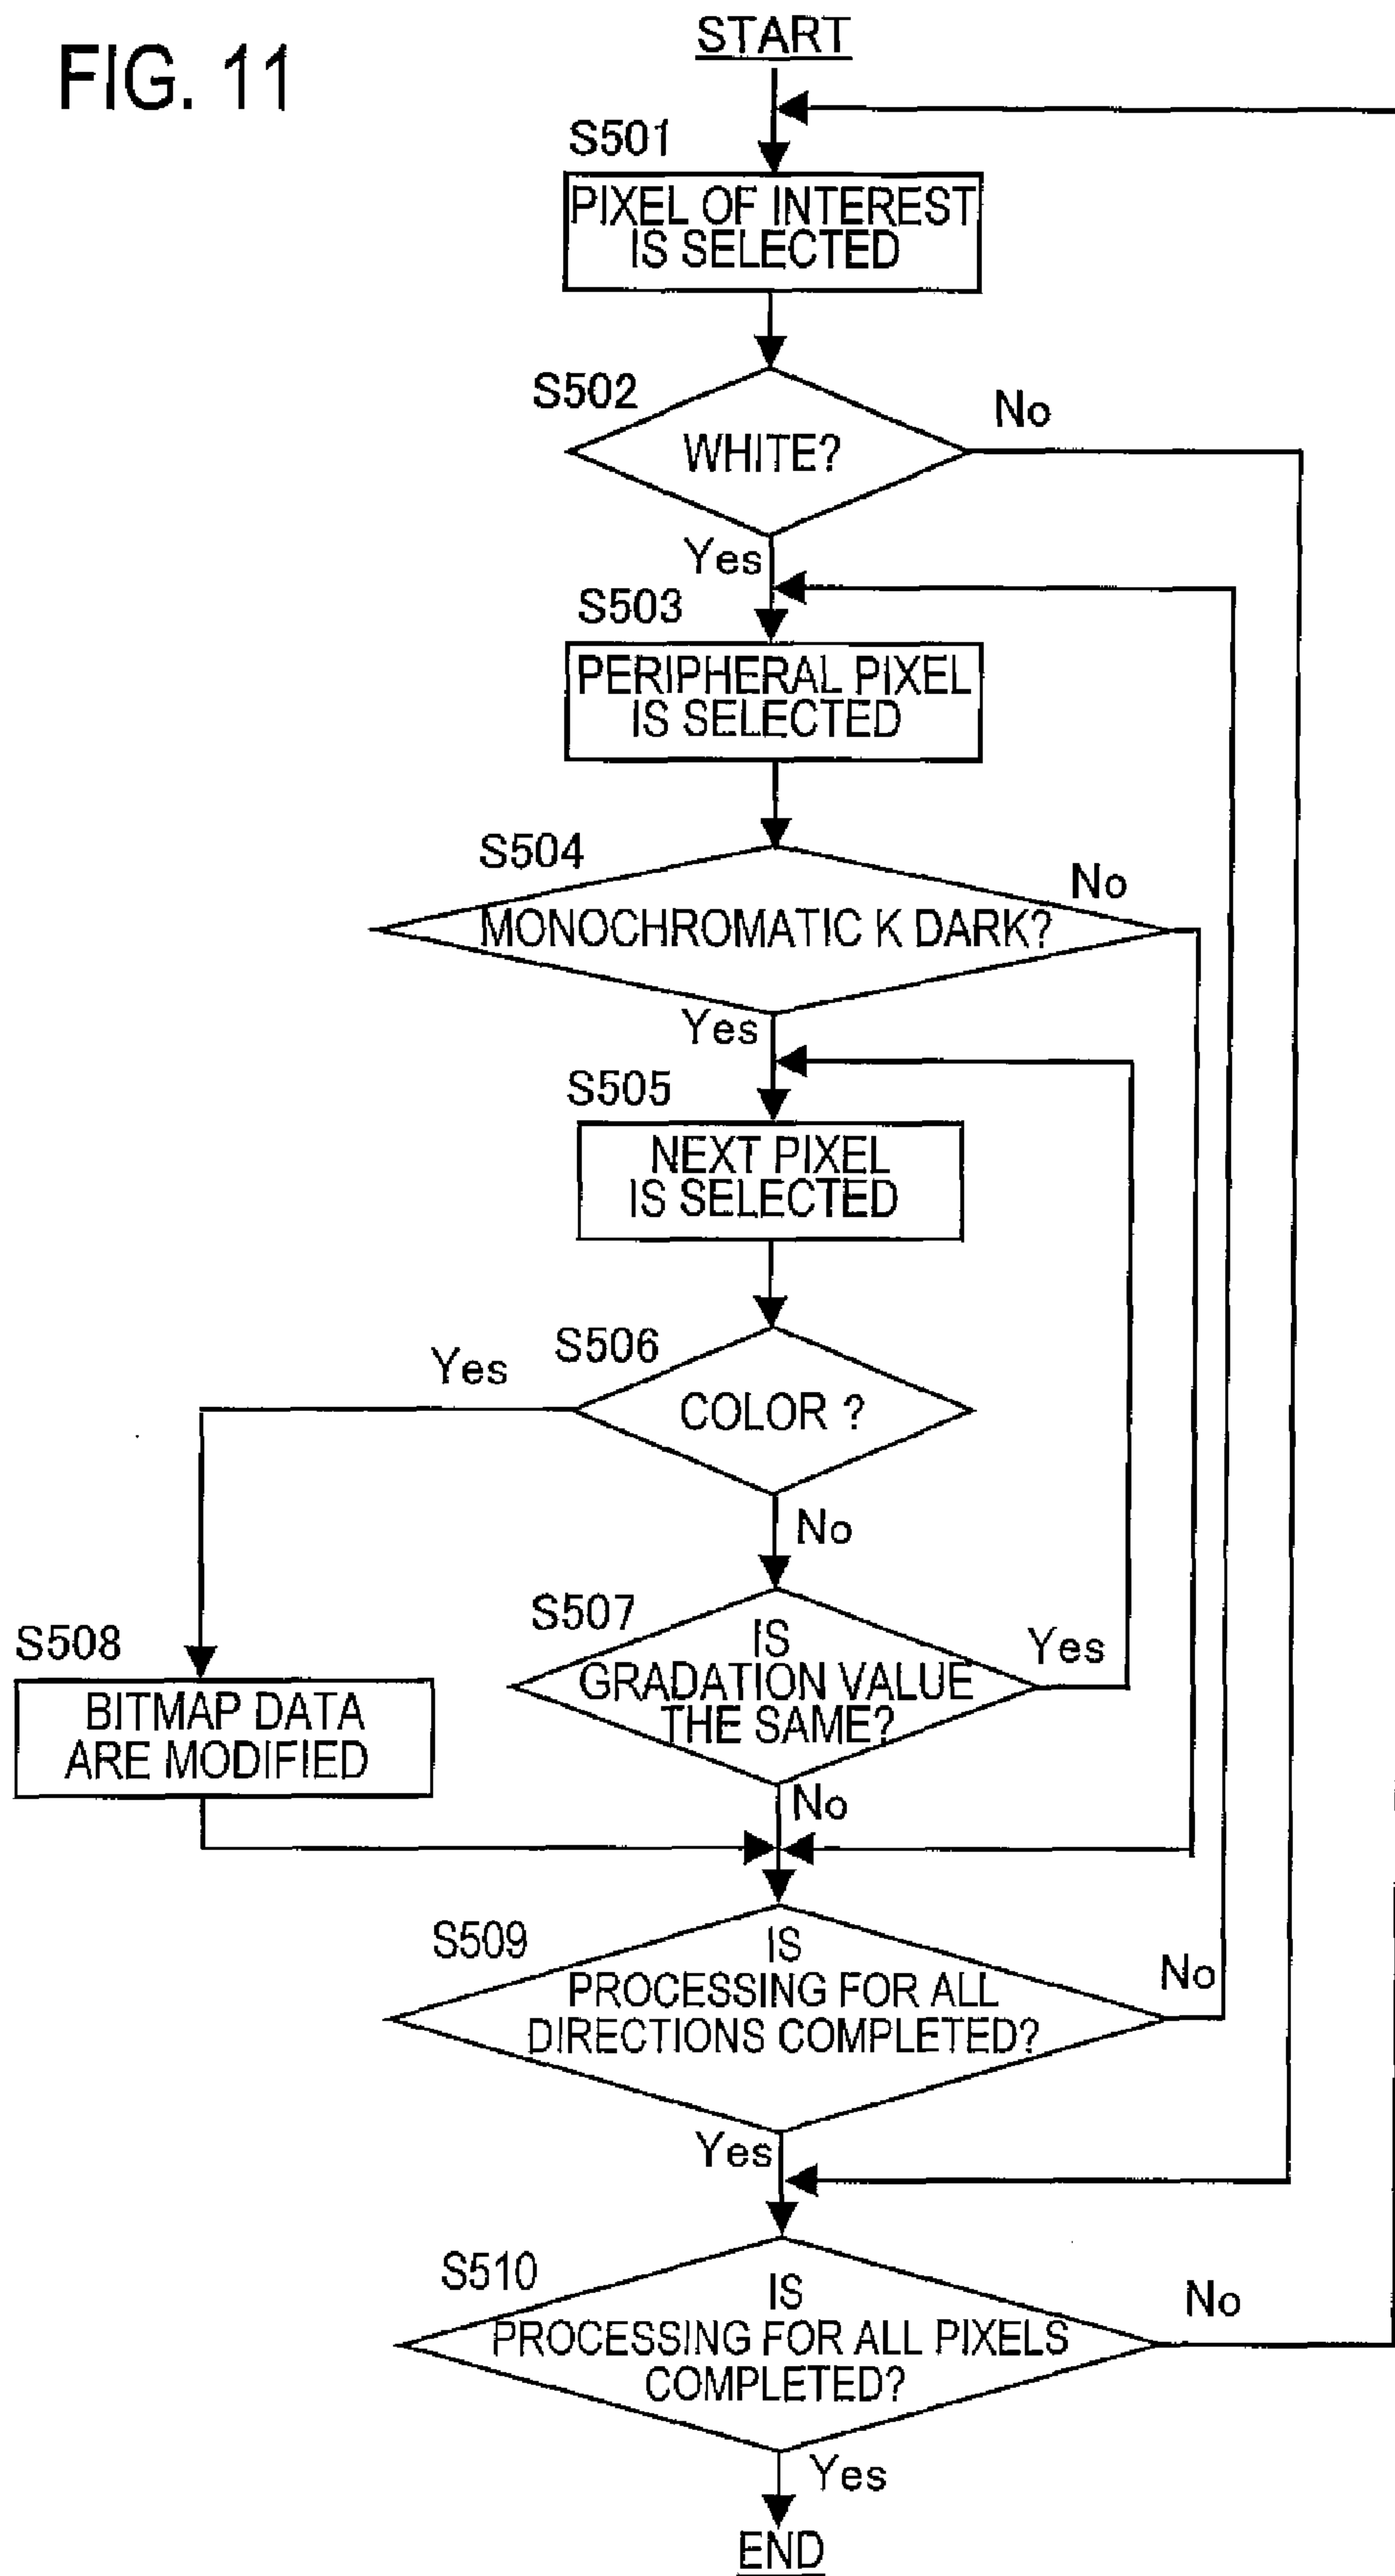 FIG. 11
START
S501
PIXEL OF INTEREST
IS SELECTED
S502
WHITE?
No
Yes
S503
PERIPHERAL PIXEL
IS SELECTED
S504
MONOCHROMATIC K DARK?
No
Yes
S505
NEXT PIXEL
IS SELECTED
S506
COLOR ?
Yes
No
S507
IS
GRADATION VALUE
THE SAME?
Yes
No
S508
BITMAP DATA
ARE MODIFIED
S509
IS
PROCESSING FOR ALL
DIRECTIONS COMPLETED?
No
Yes
S510
IS
PROCESSING FOR ALL PIXELS
COMPLETED?
No
Yes
END